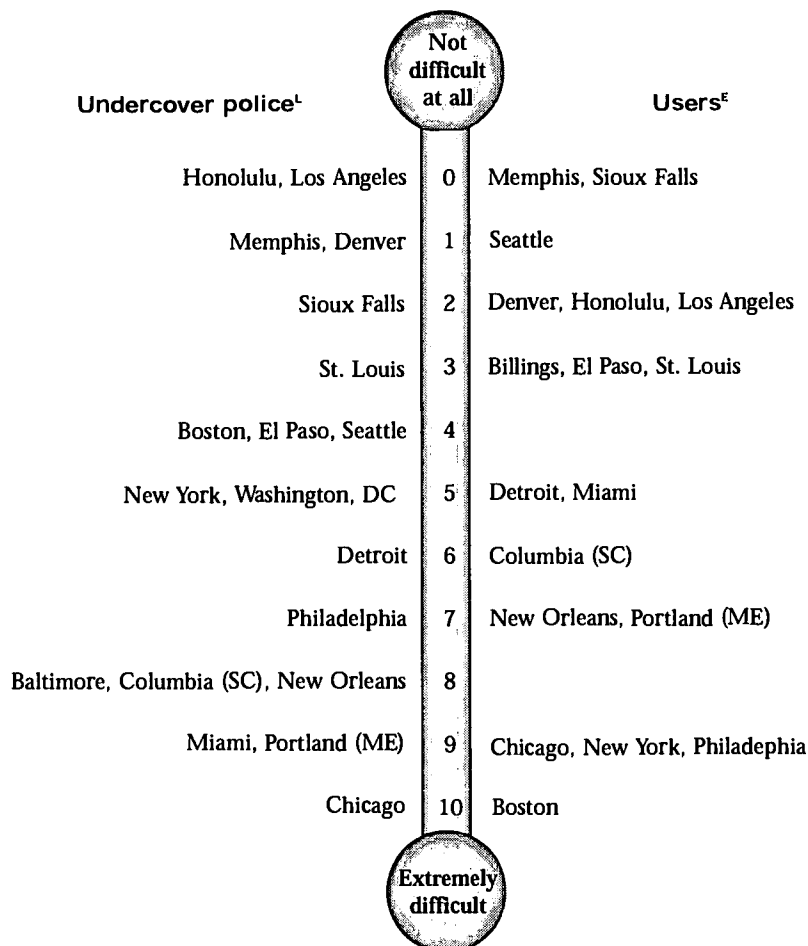 Not
difficult
at all
Undercover policeᴸ Usersᴱ
Honolulu, Los Angeles 0 Memphis, Sioux Falls
Memphis, Denver 1 Seattle
Sioux Falls 2 Denver, Honolulu, Los Angeles
St. Louis 3 Billings, El Paso, St. Louis
Boston, El Paso, Seattle 4
New York, Washington, DC 5 Detroit, Miami
Detroit 6 Columbia (SC)
Philadelphia 7 New Orleans, Portland (ME)
Baltimore, Columbia (SC), New Orleans 8
Miami, Portland (ME) 9 Chicago, New York, Philadephia
Chicago 10 Boston
Extremely
difficult